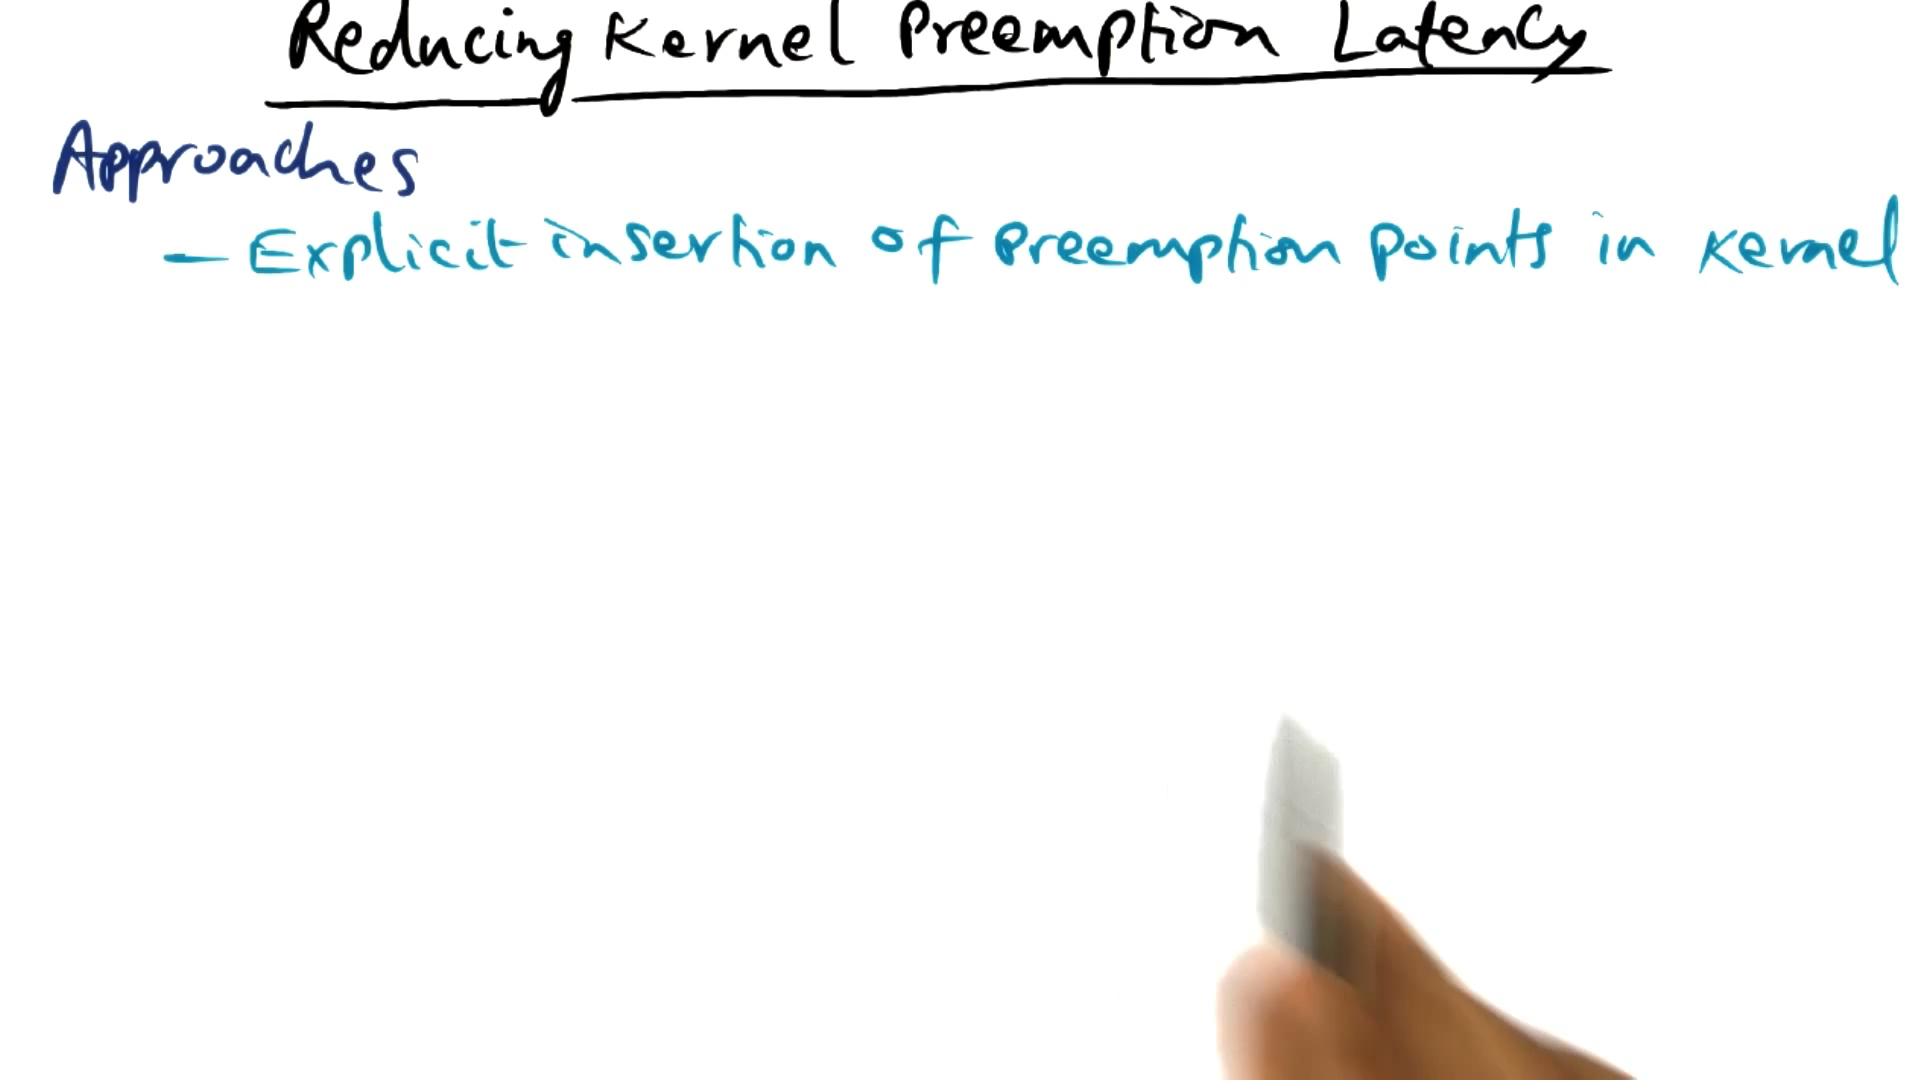 Reducing Kernel Preemption Latency
Approaches
- Explicit insertion of preemption points in kernel